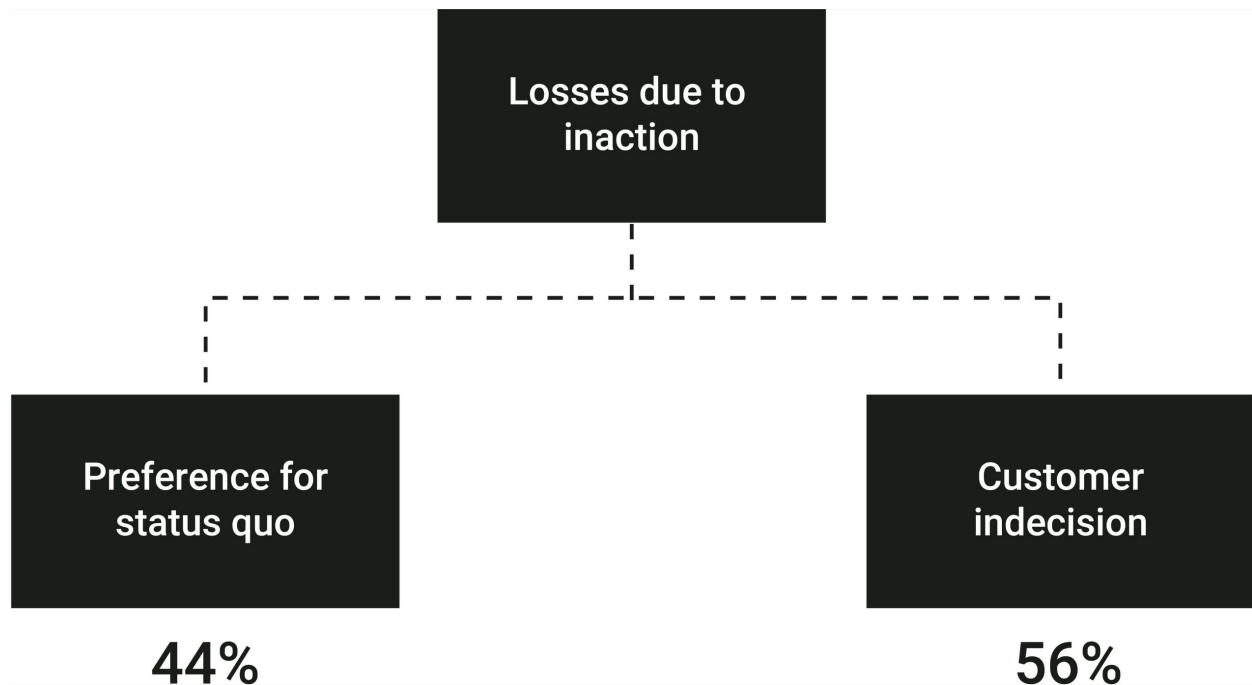 Losses due to
inaction
Preference for
status quo
Customer
indecision
44%
56%